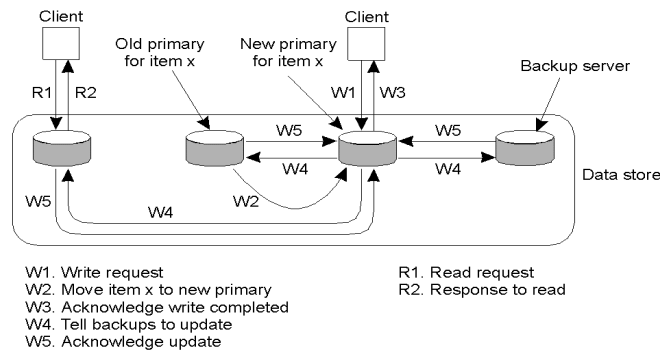 Client
Client
Old primary
for item x
New primary
for item x
Backup server
R1
R2
W1
W3
W5
W5
W4
W4
Data store
W5
W4
W2
W1. Write request
W2. Move item x to new primary
W3. Acknowledge write completed
W4. Tell backups to update
W5. Acknowledge update
R1. Read request
R2. Response to read